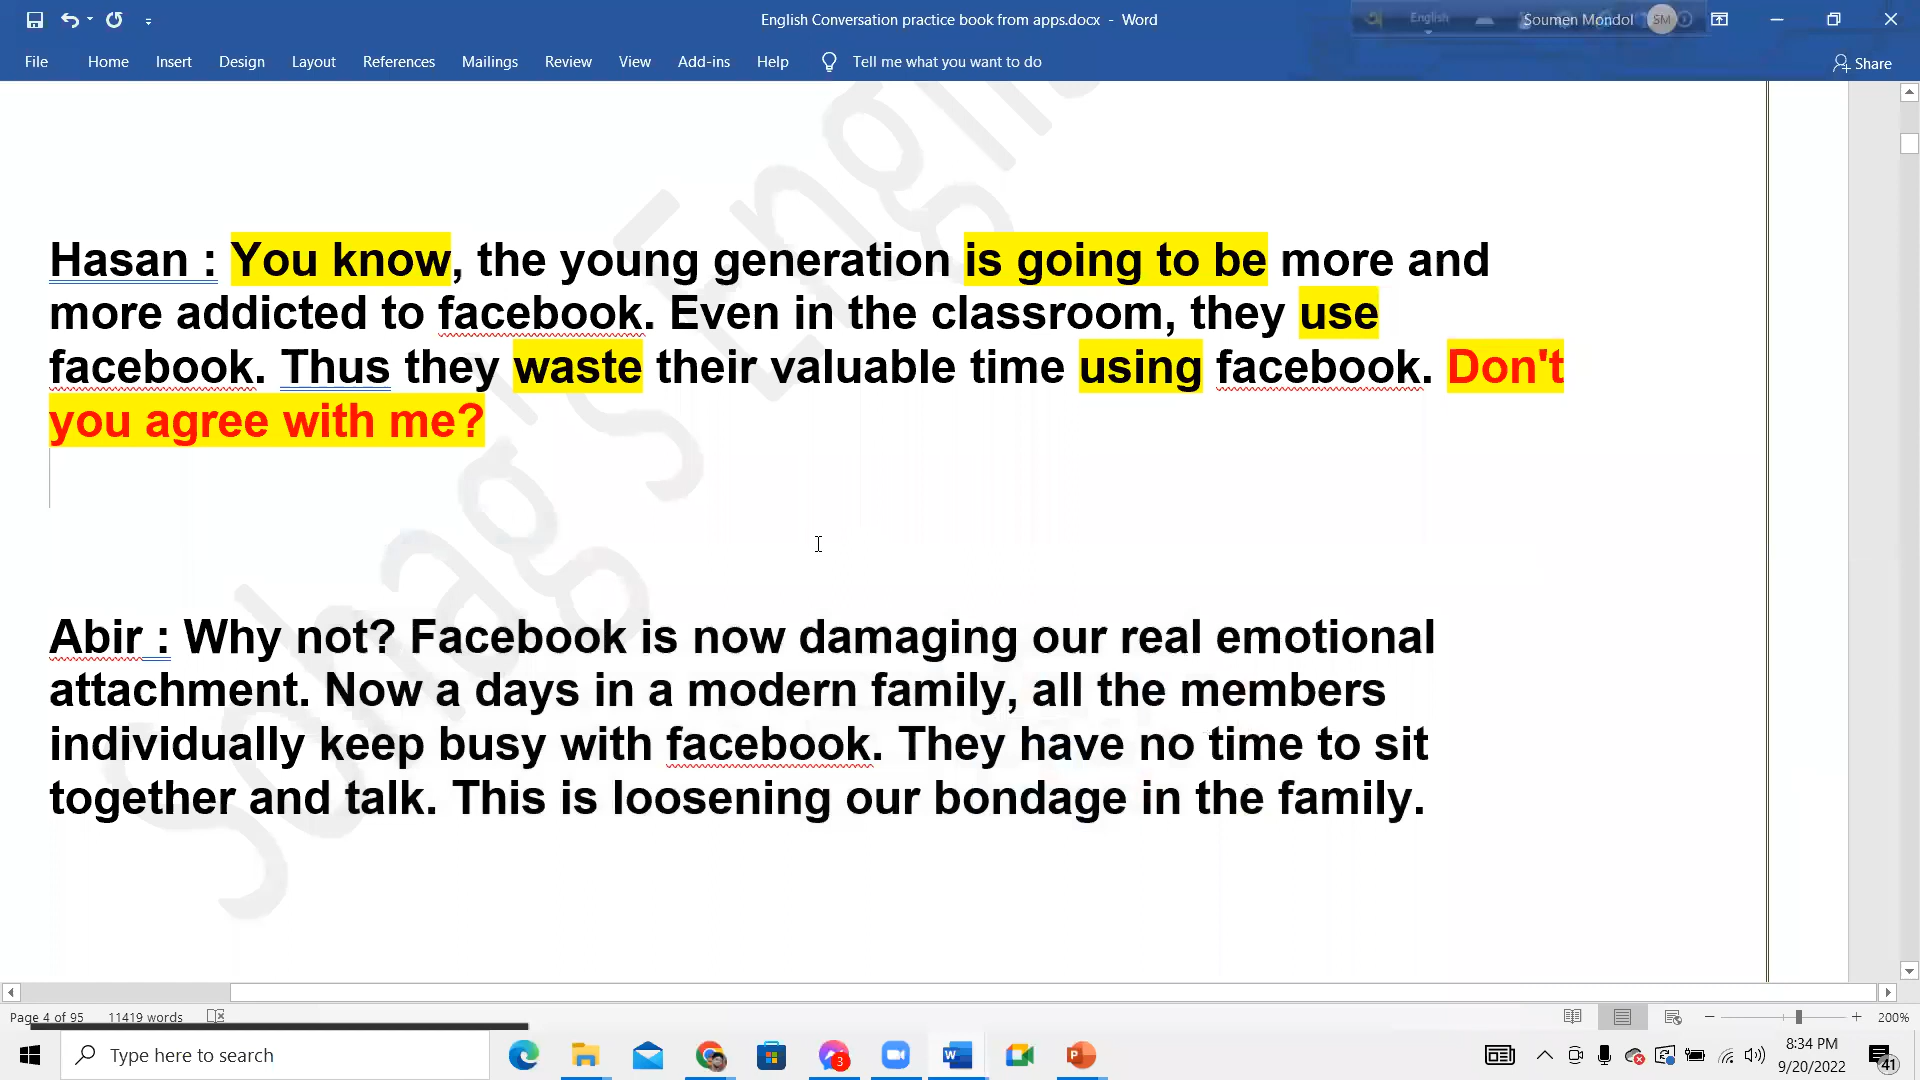 English Conversation practice book from apps.docx - Word
English
Soumen Mondol
SM
File Home Insert Design Layout References Mailings Review View Add-ins Help Tell me what you want to do
Share
Hasan : You know, the young generation is going to be more and
more addicted to facebook. Even in the classroom, they use
facebook. Thus they waste their valuable time using facebook. Don't
you agree with me?
Abir : Why not? Facebook is now damaging our real emotional
attachment. Now a days in a modern family, all the members
individually keep busy with facebook. They have no time to sit
together and talk. This is loosening our bondage in the family.
Sohag's English
Page 4 of 95 11419 words
200%
Type here to search
3
8:34 PM
9/20/2022
41